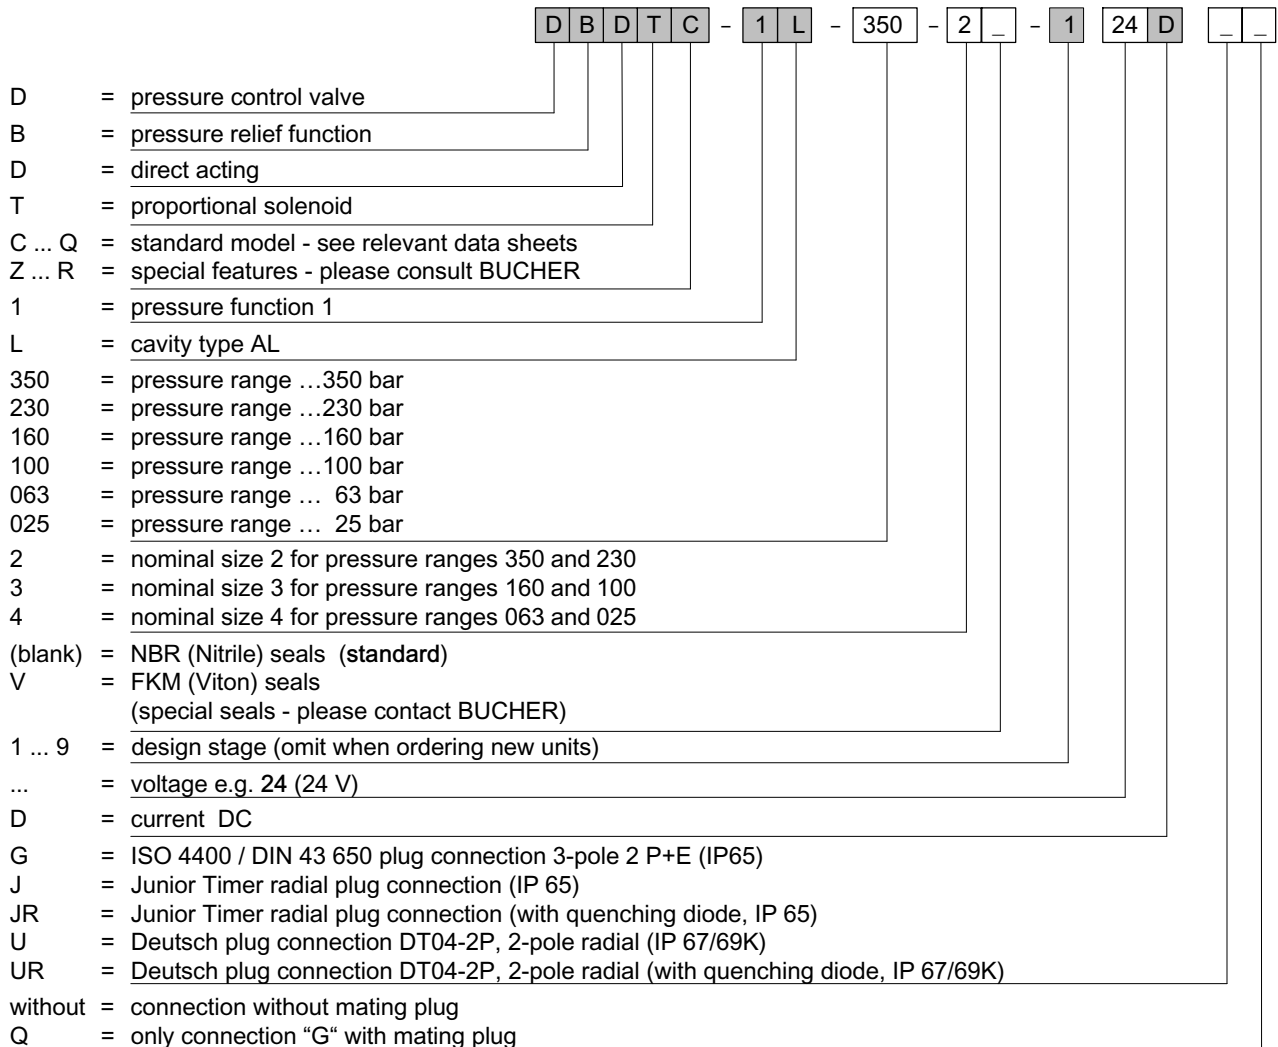 D B D T C - 1 L - 350 - 2 _ - 1 24 D _ _
D = pressure control valve
B = pressure relief function
D = direct acting
T = proportional solenoid
C ... Q = standard model - see relevant data sheets
Z ... R = special features - please consult BUCHER
1 = pressure function 1
L = cavity type AL
350 = pressure range …350 bar
230 = pressure range …230 bar
160 = pressure range …160 bar
100 = pressure range …100 bar
063 = pressure range … 63 bar
025 = pressure range … 25 bar
2 = nominal size 2 for pressure ranges 350 and 230
3 = nominal size 3 for pressure ranges 160 and 100
4 = nominal size 4 for pressure ranges 063 and 025
(blank) = NBR (Nitrile) seals (standard)
V = FKM (Viton) seals
(special seals - please contact BUCHER)
1 ... 9 = design stage (omit when ordering new units)
... = voltage e.g. 24 (24 V)
D = current DC
G = ISO 4400 / DIN 43 650 plug connection 3-pole 2 P+E (IP65)
J = Junior Timer radial plug connection (IP 65)
JR = Junior Timer radial plug connection (with quenching diode, IP 65)
U = Deutsch plug connection DT04-2P, 2-pole radial (IP 67/69K)
UR = Deutsch plug connection DT04-2P, 2-pole radial (with quenching diode, IP 67/69K)
without = connection without mating plug
Q = only connection “G“ with mating plug